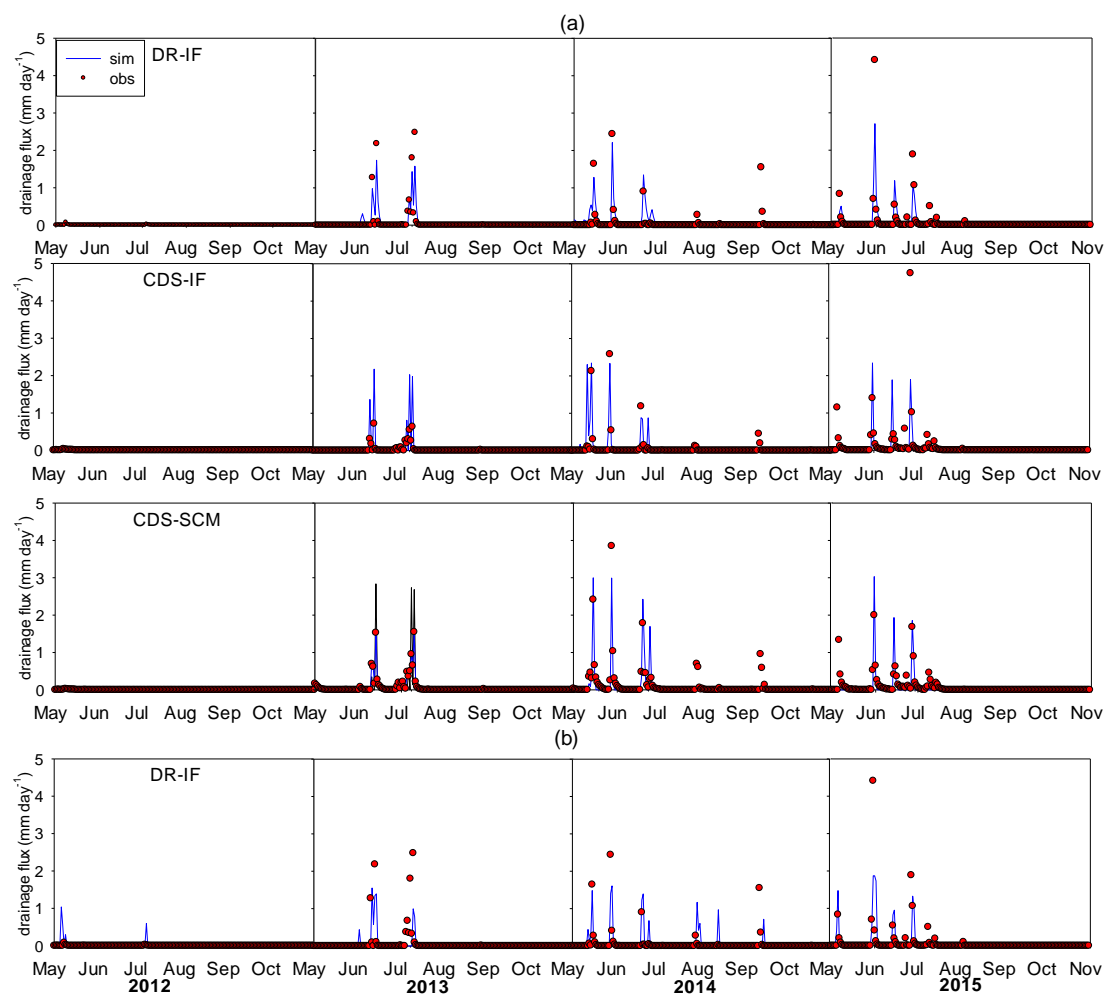 (a)
5
4
3
2
1
0
drainage flux (mm day⁻¹)
DR-IF
sim
obs
May Jun Jul Aug Sep Oct May Jun Jul Aug Sep Oct May Jun Jul Aug Sep Oct May Jun Jul Aug Sep Oct Nov
5
4
3
2
1
0
drainage flux (mm day⁻¹)
CDS-IF
May Jun Jul Aug Sep Oct May Jun Jul Aug Sep Oct May Jun Jul Aug Sep Oct May Jun Jul Aug Sep Oct Nov
5
4
3
2
1
0
drainage flux (mm day⁻¹)
CDS-SCM
May Jun Jul Aug Sep Oct May Jun Jul Aug Sep Oct May Jun Jul Aug Sep Oct May Jun Jul Aug Sep Oct Nov
(b)
5
4
3
2
1
0
drainage flux (mm day⁻¹)
DR-IF
May Jun Jul Aug Sep Oct May Jun Jul Aug Sep Oct May Jun Jul Aug Sep Oct May Jun Jul Aug Sep Oct Nov
2012 2013 2014 2015